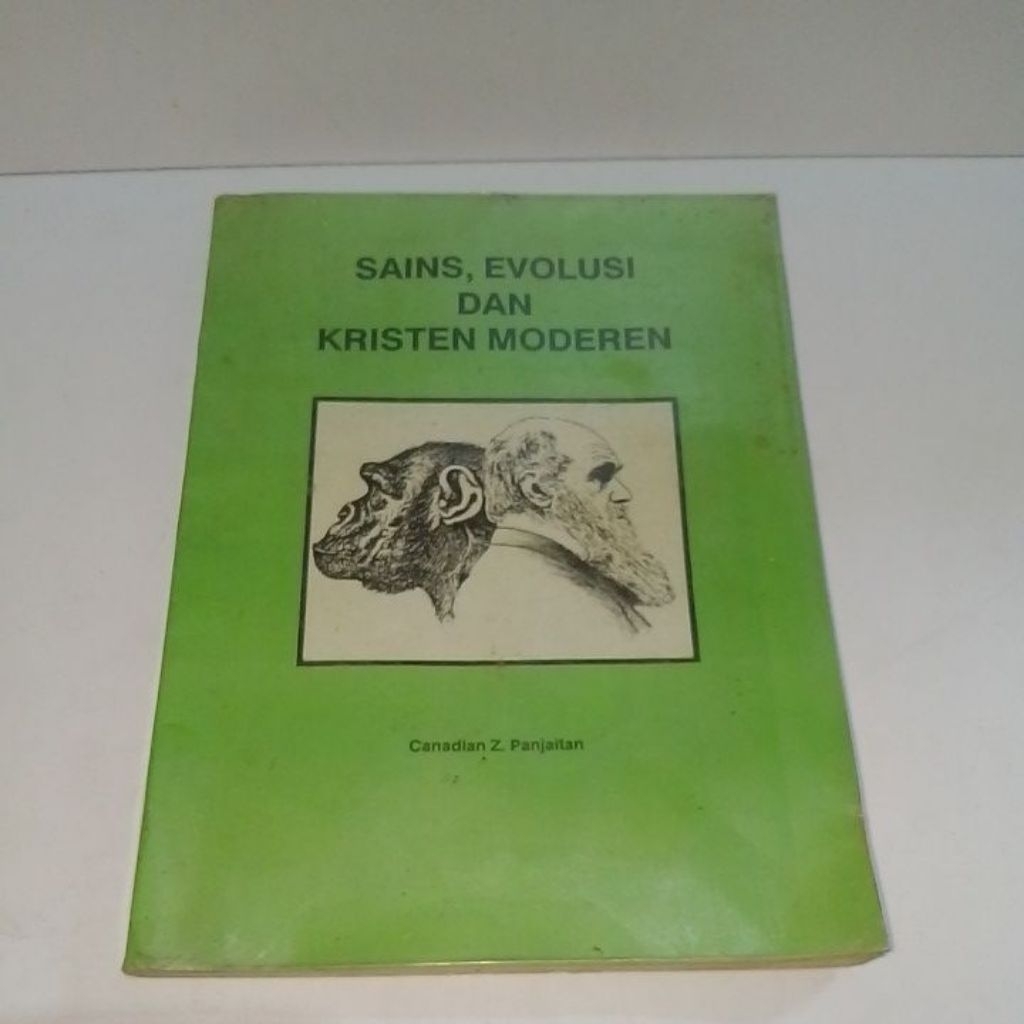 SAINS, EVOLUSI
DAN
KRISTEN MODEREN
Canadian Z. Panjaitan